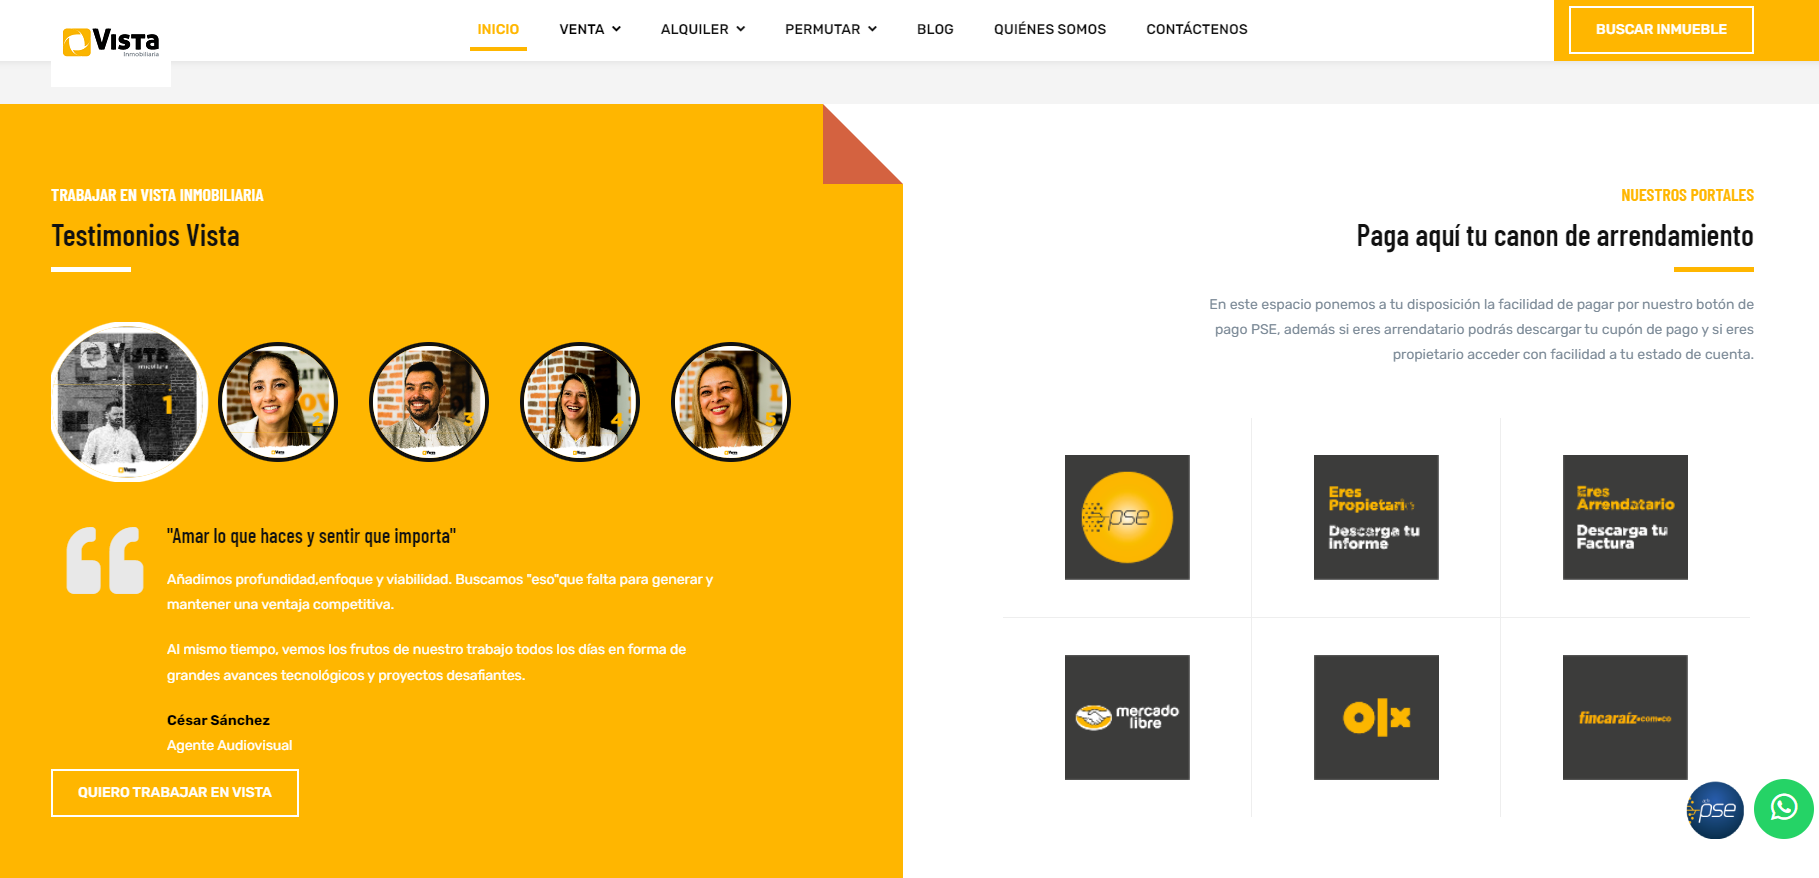 Vista
Inmobiliaria
INICIO
VENTA
ALQUILER
PERMUTAR
BLOG
QUIÉNES SOMOS
CONTÁCTENOS
BUSCAR INMUEBLE
TRABAJAR EN VISTA INMOBILIARIA
Testimonios Vista
Vista
1
2
3
4
5
"Amar lo que haces y sentir que importa"
Añadimos profundidad,enfoque y viabilidad. Buscamos "eso"que falta para generar y
mantener una ventaja competitiva.
Al mismo tiempo, vemos los frutos de nuestro trabajo todos los días en forma de
grandes avances tecnológicos y proyectos desafiantes.
César Sánchez
Agente Audiovisual
QUIERO TRABAJAR EN VISTA
NUESTROS PORTALES
Paga aquí tu canon de arrendamiento
En este espacio ponemos a tu disposición la facilidad de pagar por nuestro botón de
pago PSE, además si eres arrendatario podrás descargar tu cupón de pago y si eres
propietario acceder con facilidad a tu estado de cuenta.
pse
Eres
Propietario
Descarga tu
informe
Eres
Arrendatario
Descarga tu
Factura
mercado
libre
olx
fincaraíz.com.co
pse